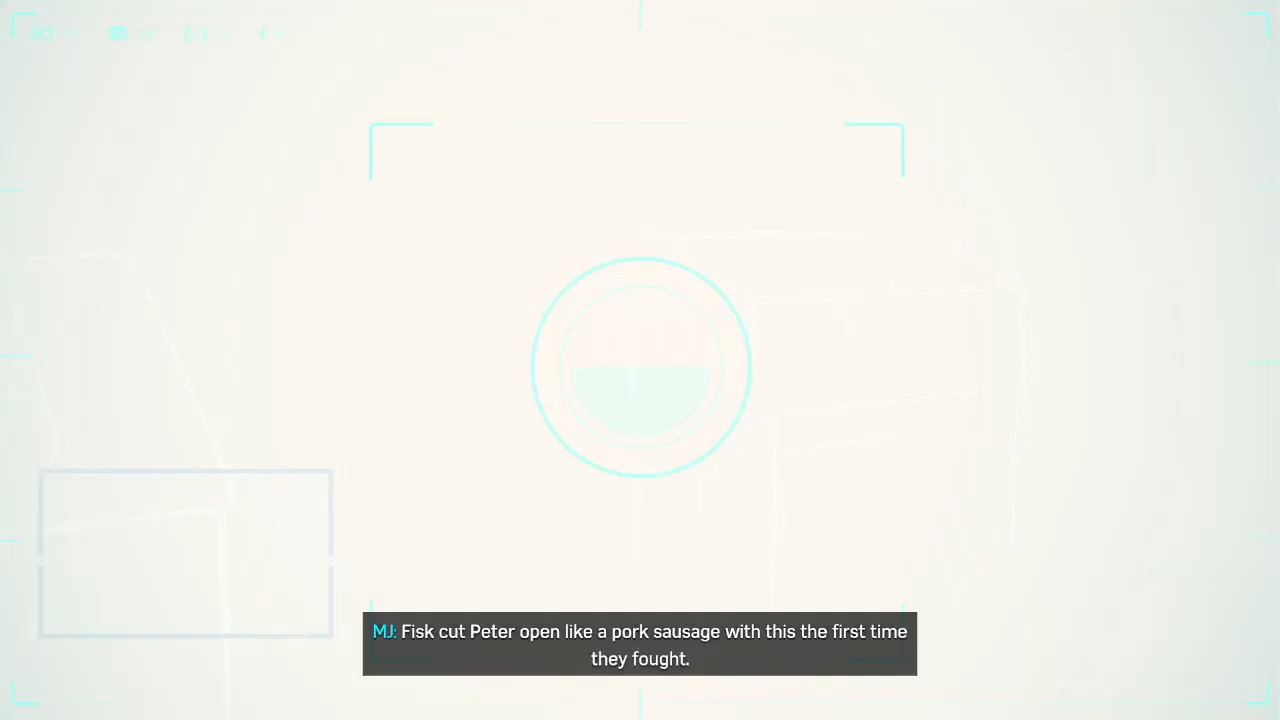 MJ: Fisk cut Peter open like a pork sausage with this the first time
they fought.